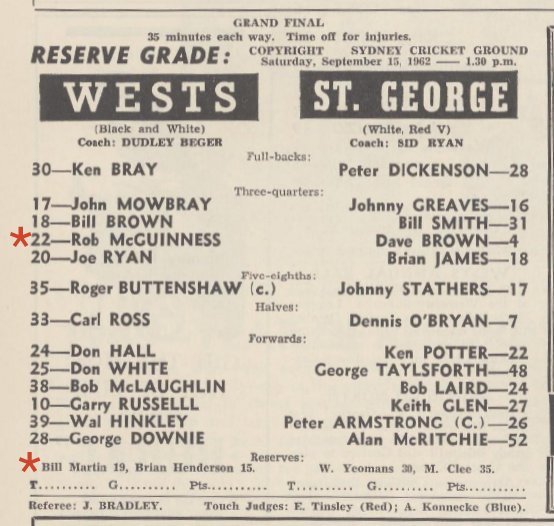 GRAND FINAL
35 minutes each way. Time off for injuries.
RESERVE GRADE: COPYRIGHT SYDNEY CRICKET GROUND
Saturday, September 15, 1962 — 1.30 p.m.
WESTS ST. GEORGE
(Black and White) (White, Red V)
Coach: DUDLEY BEGER Coach: SID RYAN
Full-backs:
30—Ken BRAY Peter DICKENSON—28
Three-quarters:
17—John MOWBRAY Johnny GREAVES—16
18—Bill BROWN Bill SMITH—31
*22—Rob McGUINNESS Dave BROWN—4
20—Joe RYAN Brian JAMES—18
Five-eighths:
35—Roger BUTTENSHAW (c.) Johnny STATHERS—17
Halves:
33—Carl ROSS Dennis O'BRYAN—7
Forwards:
24—Don HALL Ken POTTER—22
25—Don WHITE George TAYLSFORTH—48
38—Bob McLAUGHLIN Bob LAIRD—24
10—Garry RUSSELLL Keith GLEN—27
39—Wal HINKLEY Peter ARMSTRONG (C.)—26
28—George DOWNIE Alan McRITCHIE—52
Reserves:
*Bill Martin 19, Brian Henderson 15. W. Yeomans 30, M. Clee 35.
T.......... G.......... Pts.......... T.......... G.......... Pts..........
Referee: J. BRADLEY. Touch Judges: E. Tinsley (Red); A. Konnecke (Blue).